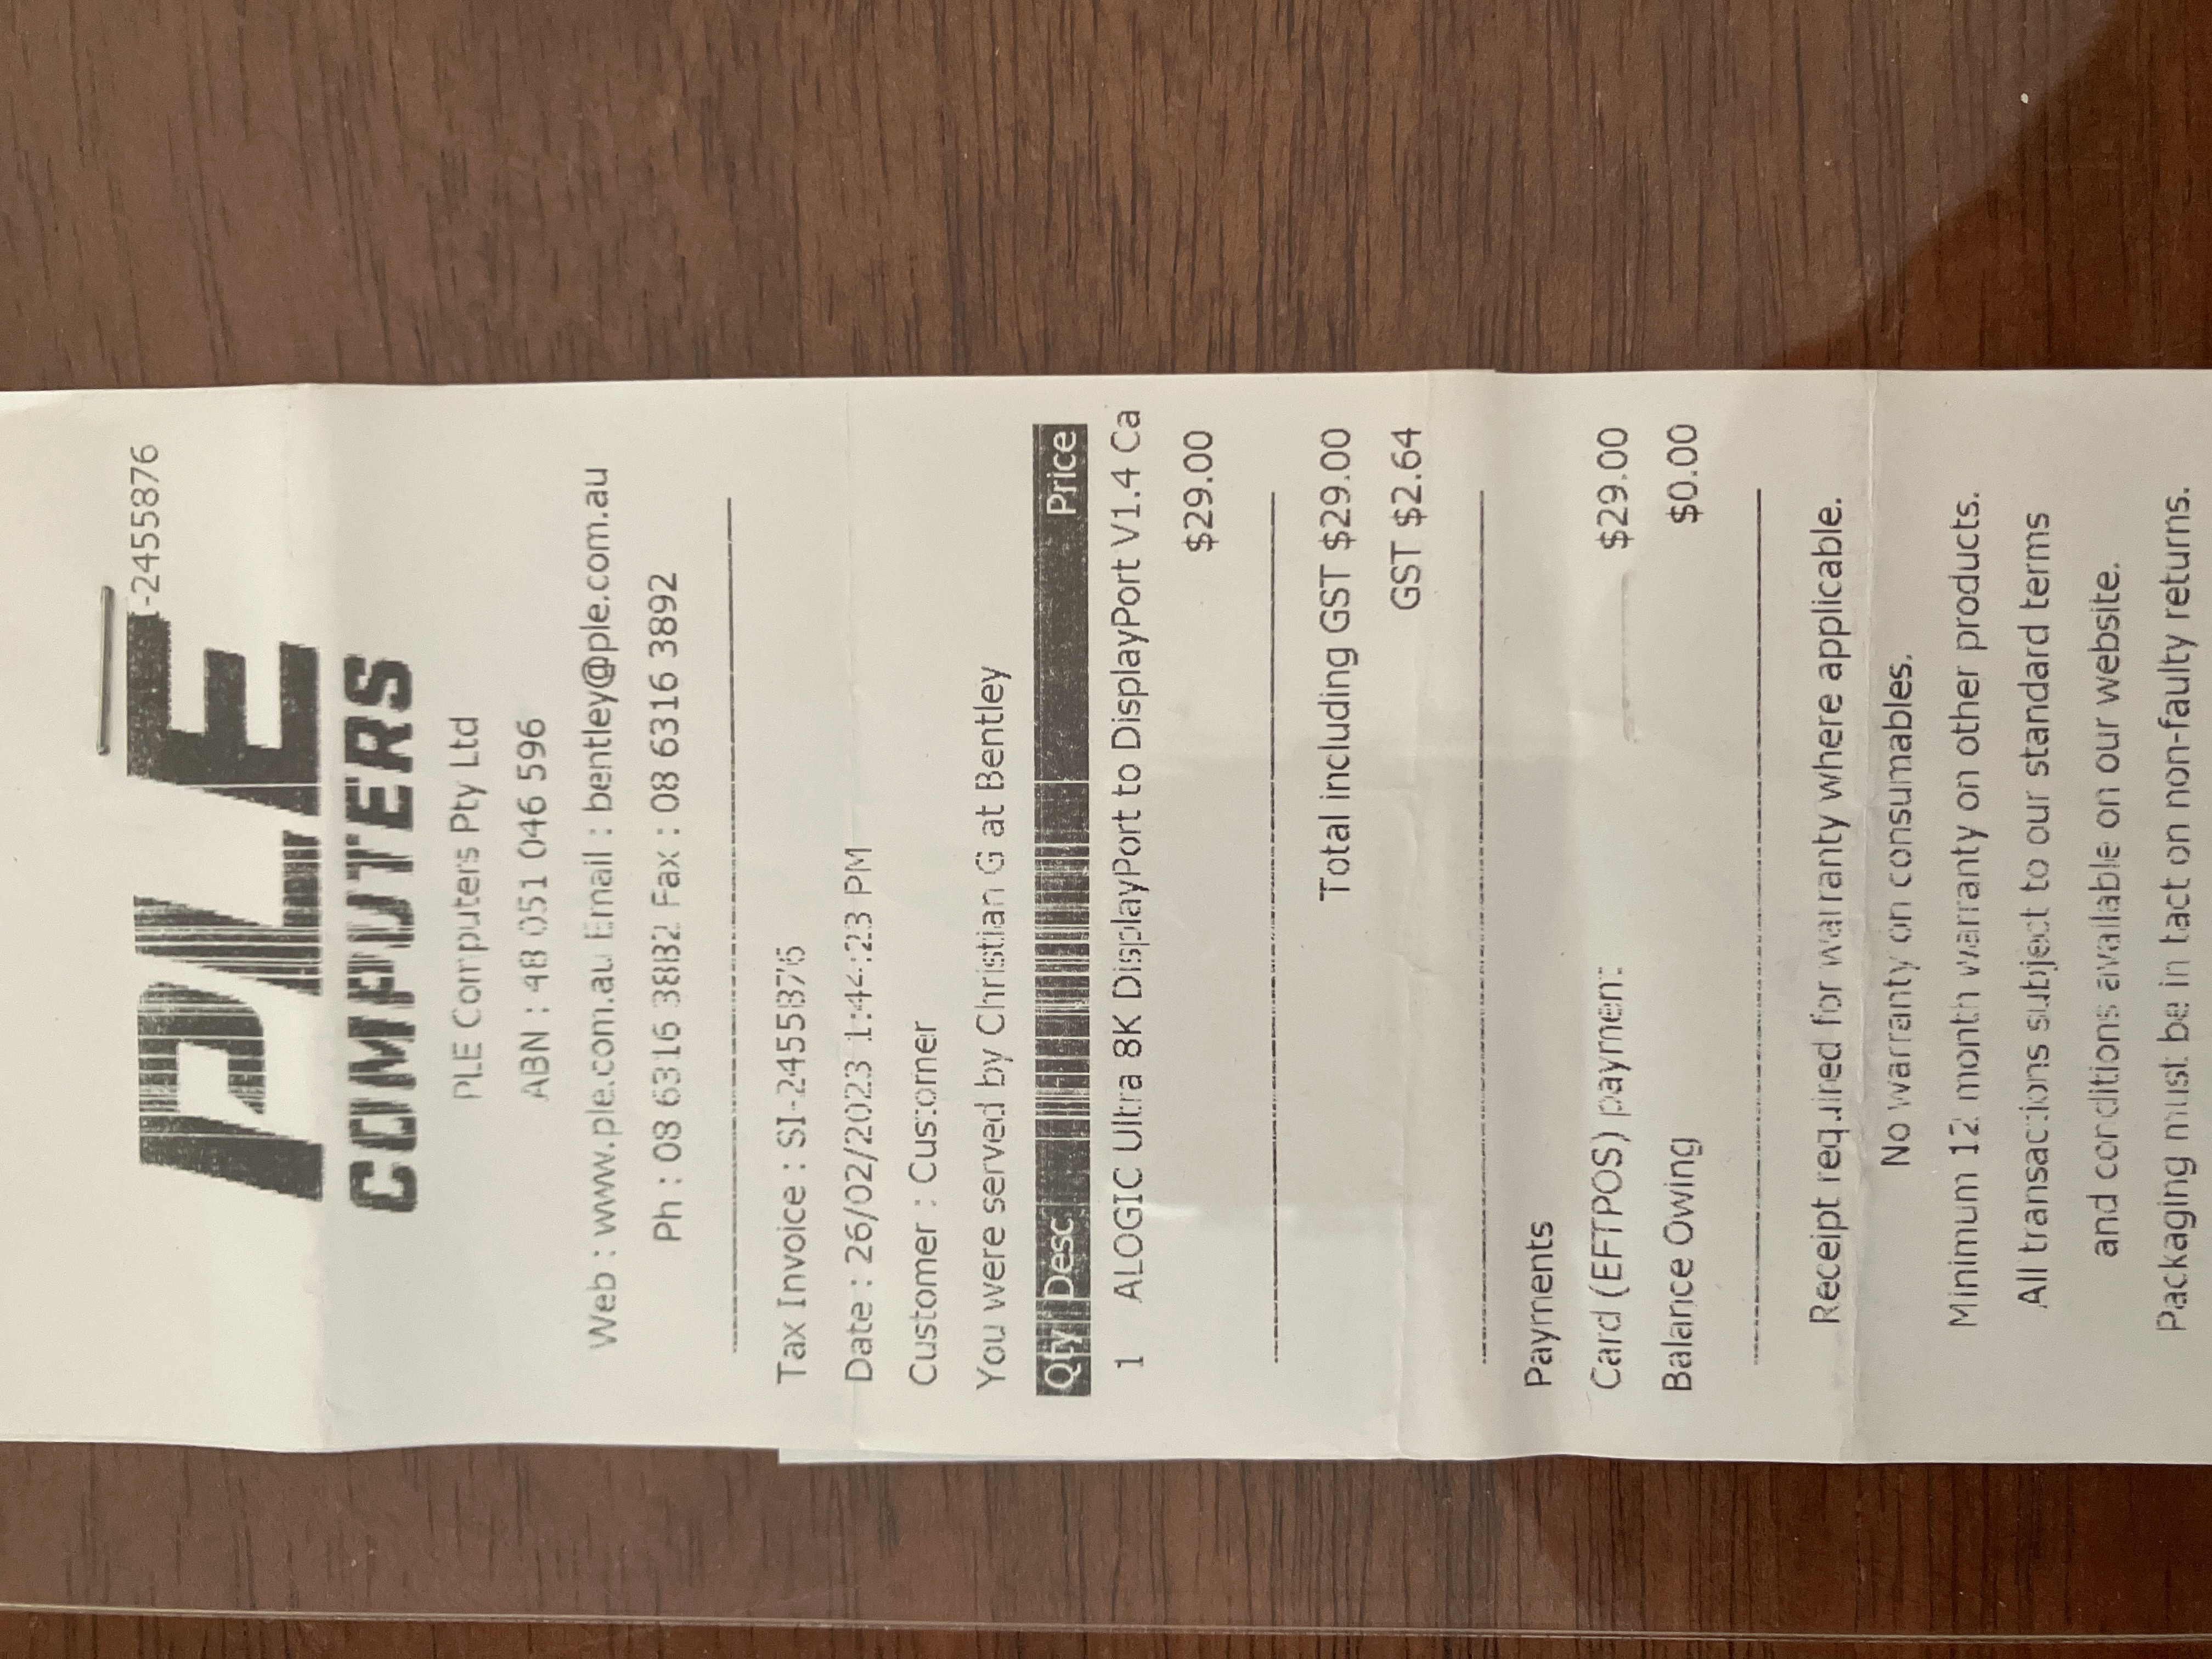 I-2455876
PLE
COMPUTERS
PLE Computers Pty Ltd
ABN : 48 051 046 596
Web : www.ple.com.au Email : bentley@ple.com.au
Ph : 08 6316 3882 Fax : 08 6316 3892
Tax Invoice : SI-2455876
Date : 26/02/2023 1:44:23 PM
Customer : Customer
You were served by Christian G at Bentley
Qty Desc Price
1 ALOGIC Ultra 8K DisplayPort to DisplayPort V1.4 Ca
$29.00
Total including GST $29.00
GST $2.64
Payments
Card (EFTPOS) payment $29.00
Balance Owing $0.00
Receipt required for warranty where applicable.
No warranty on consumables.
Minimum 12 month warranty on other products.
All transactions subject to our standard terms
and conditions available on our website.
Packaging must be in tact on non-faulty returns.